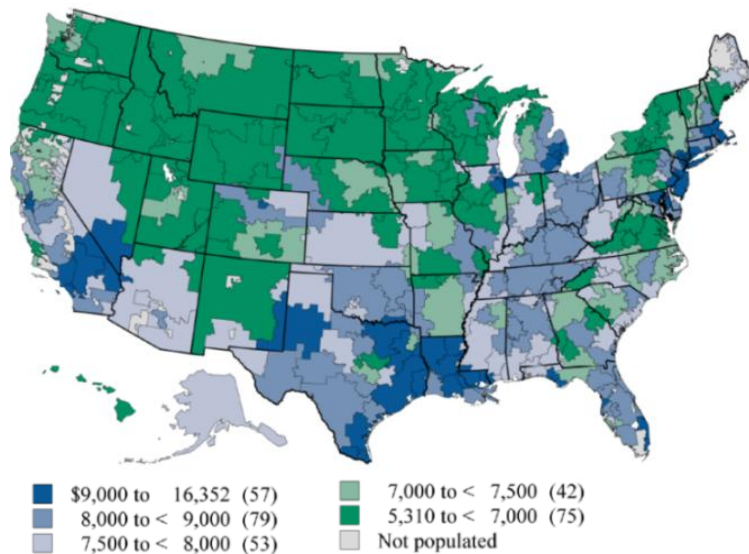 $9,000 to 16,352 (57)
8,000 to < 9,000 (79)
7,500 to < 8,000 (53)
7,000 to < 7,500 (42)
5,310 to < 7,000 (75)
Not populated